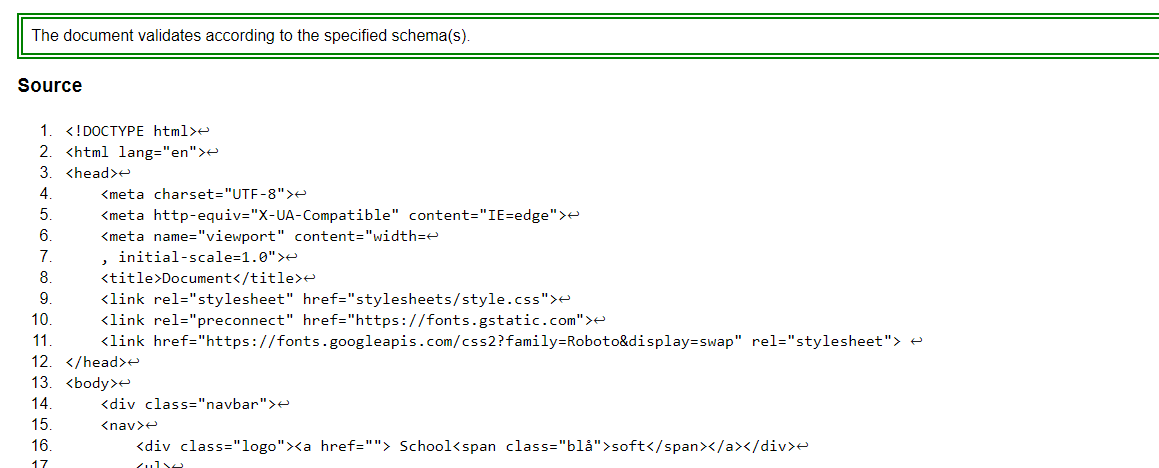 The document validates according to the specified schema(s).
Source
1. <!DOCTYPE html>↩
2. <html lang="en">↩
3. <head>↩
4.     <meta charset="UTF-8">↩
5.     <meta http-equiv="X-UA-Compatible" content="IE=edge">↩
6.     <meta name="viewport" content="width=↩
7.     , initial-scale=1.0">↩
8.     <title>Document</title>↩
9.     <link rel="stylesheet" href="stylesheets/style.css">↩
10.     <link rel="preconnect" href="https://fonts.gstatic.com">↩
11.     <link href="https://fonts.googleapis.com/css2?family=Roboto&display=swap" rel="stylesheet"> ↩
12. </head>↩
13. <body>↩
14.     <div class="navbar">↩
15.     <nav>↩
16.         <div class="logo"><a href=""> School<span class="blå">soft</span></a></div>↩
17.         <ul>↩